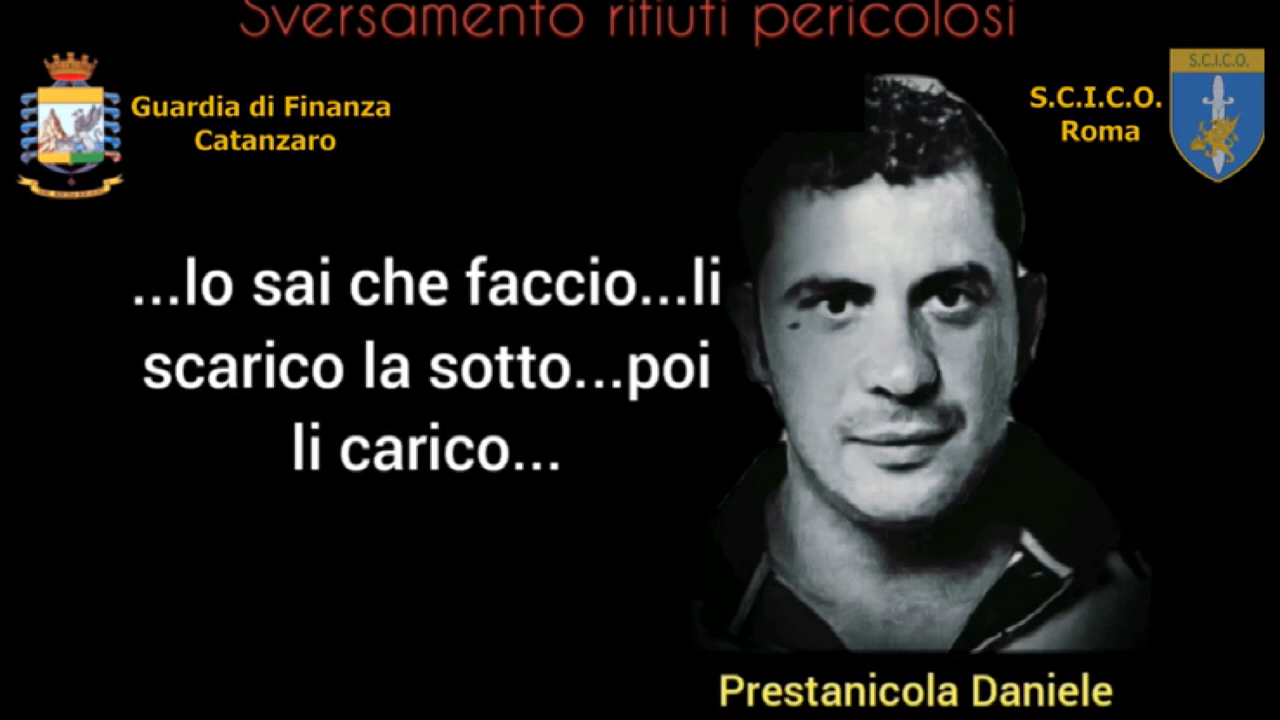 Sversamento rifiuti pericolosi
Guardia di Finanza
Catanzaro
S.C.I.C.O.
Roma
S.C.I.C.O.
...lo sai che faccio...li
scarico la sotto...poi
li carico...
Prestanicola Daniele